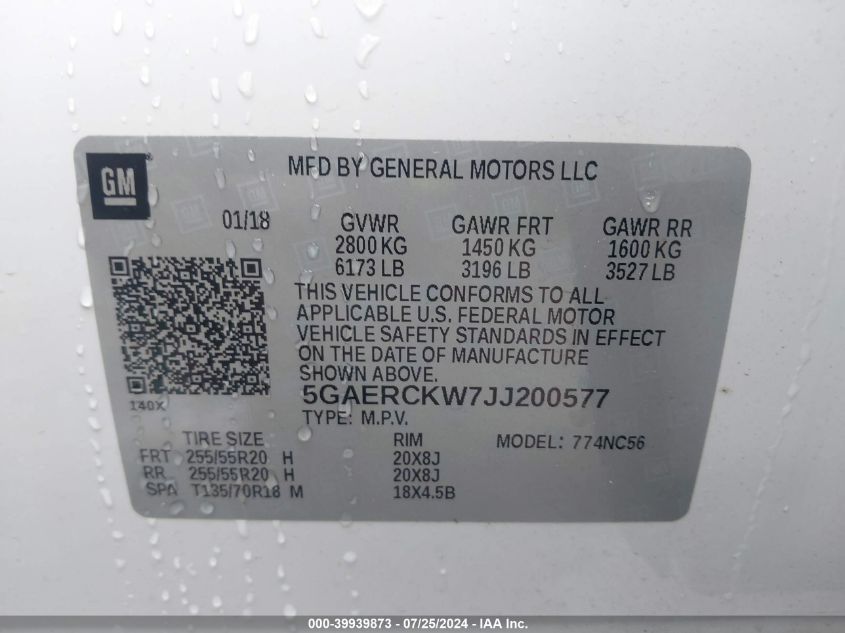 GM
MFD BY GENERAL MOTORS LLC
01/18 GVWR GAWR FRT GAWR RR
2800 KG 1450 KG 1600 KG
6173 LB 3196 LB 3527 LB
THIS VEHICLE CONFORMS TO ALL
APPLICABLE U.S. FEDERAL MOTOR
VEHICLE SAFETY STANDARDS IN EFFECT
ON THE DATE OF MANUFACTURE
SHOWN ABOVE.
140X
5GAERCKW7JJ200577
TYPE: M.P.V.
TIRE SIZE RIM MODEL: 774NC56
FRT 255/55R20 H 20X8J
RR 255/55R20 H 20X8J
SPA T135/70R18 M 18X4.5B
000-39939873 - 07/25/2024 - IAA Inc.